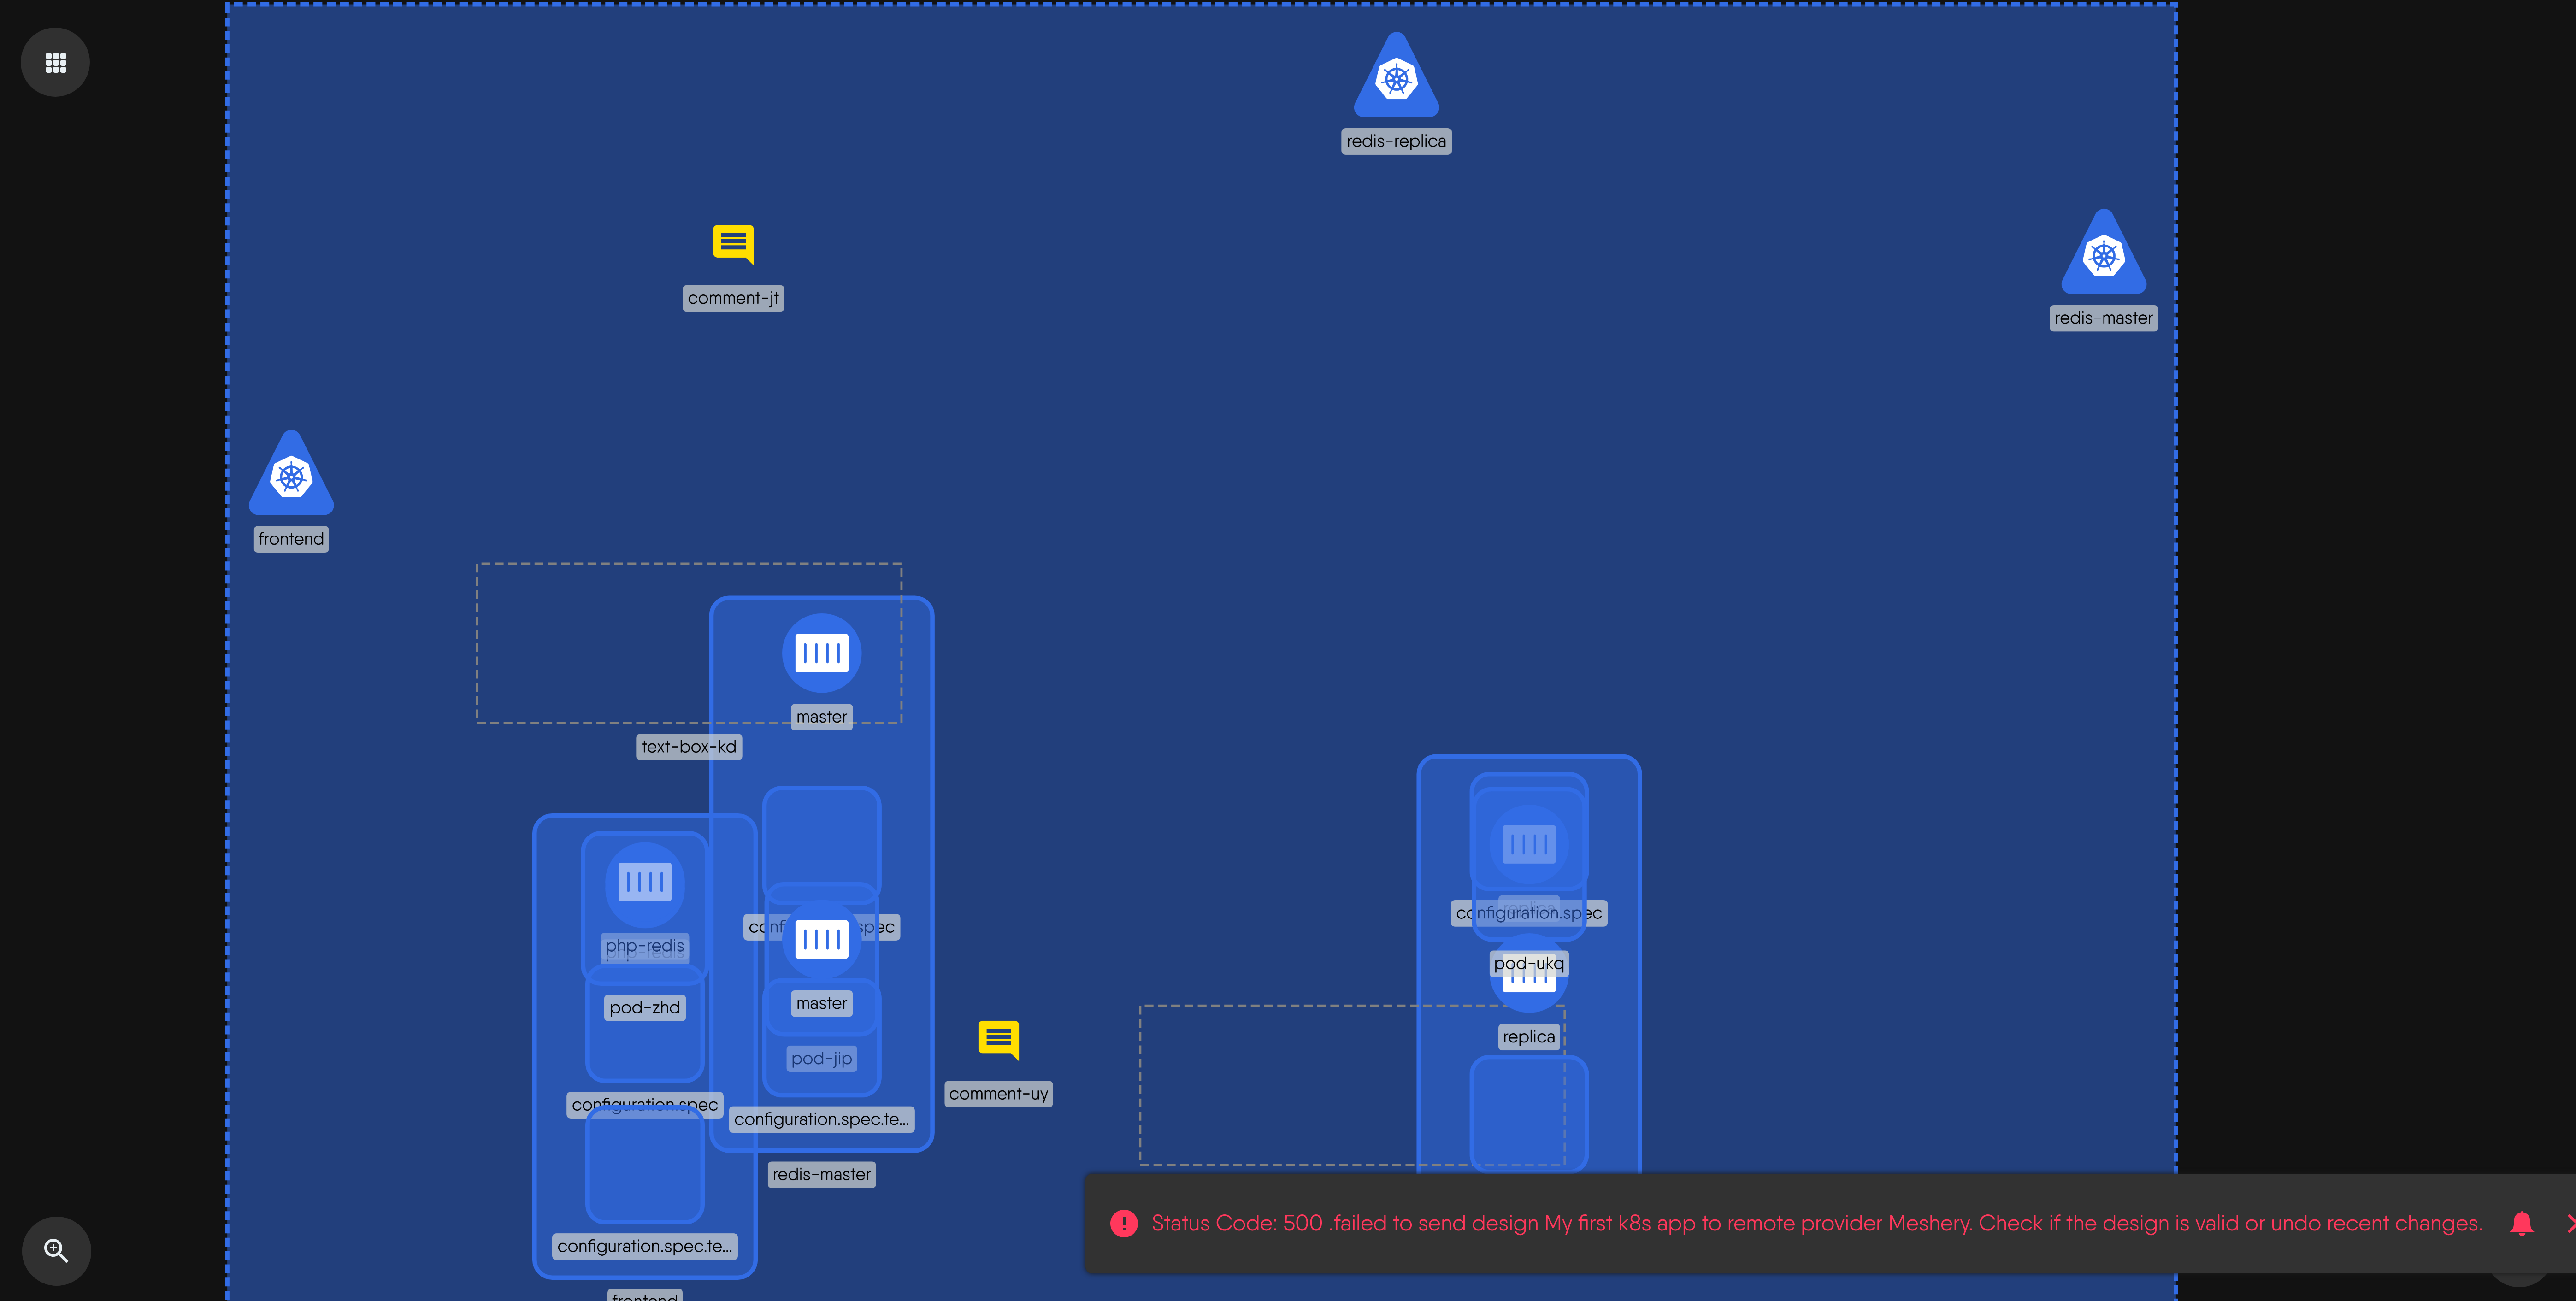 redis-replica
comment-jt
redis-master
frontend
master
text-box-kd
configuration.spec
php-redis
master
pod-ukq
pod-zhd
replica
pod-jip
comment-uy
configuration.spec
configuration.spec.te...
redis-master
Status Code: 500 .failed to send design My first k8s app to remote provider Meshery. Check if the design is valid or undo recent changes.
configuration.spec.te...
frontend